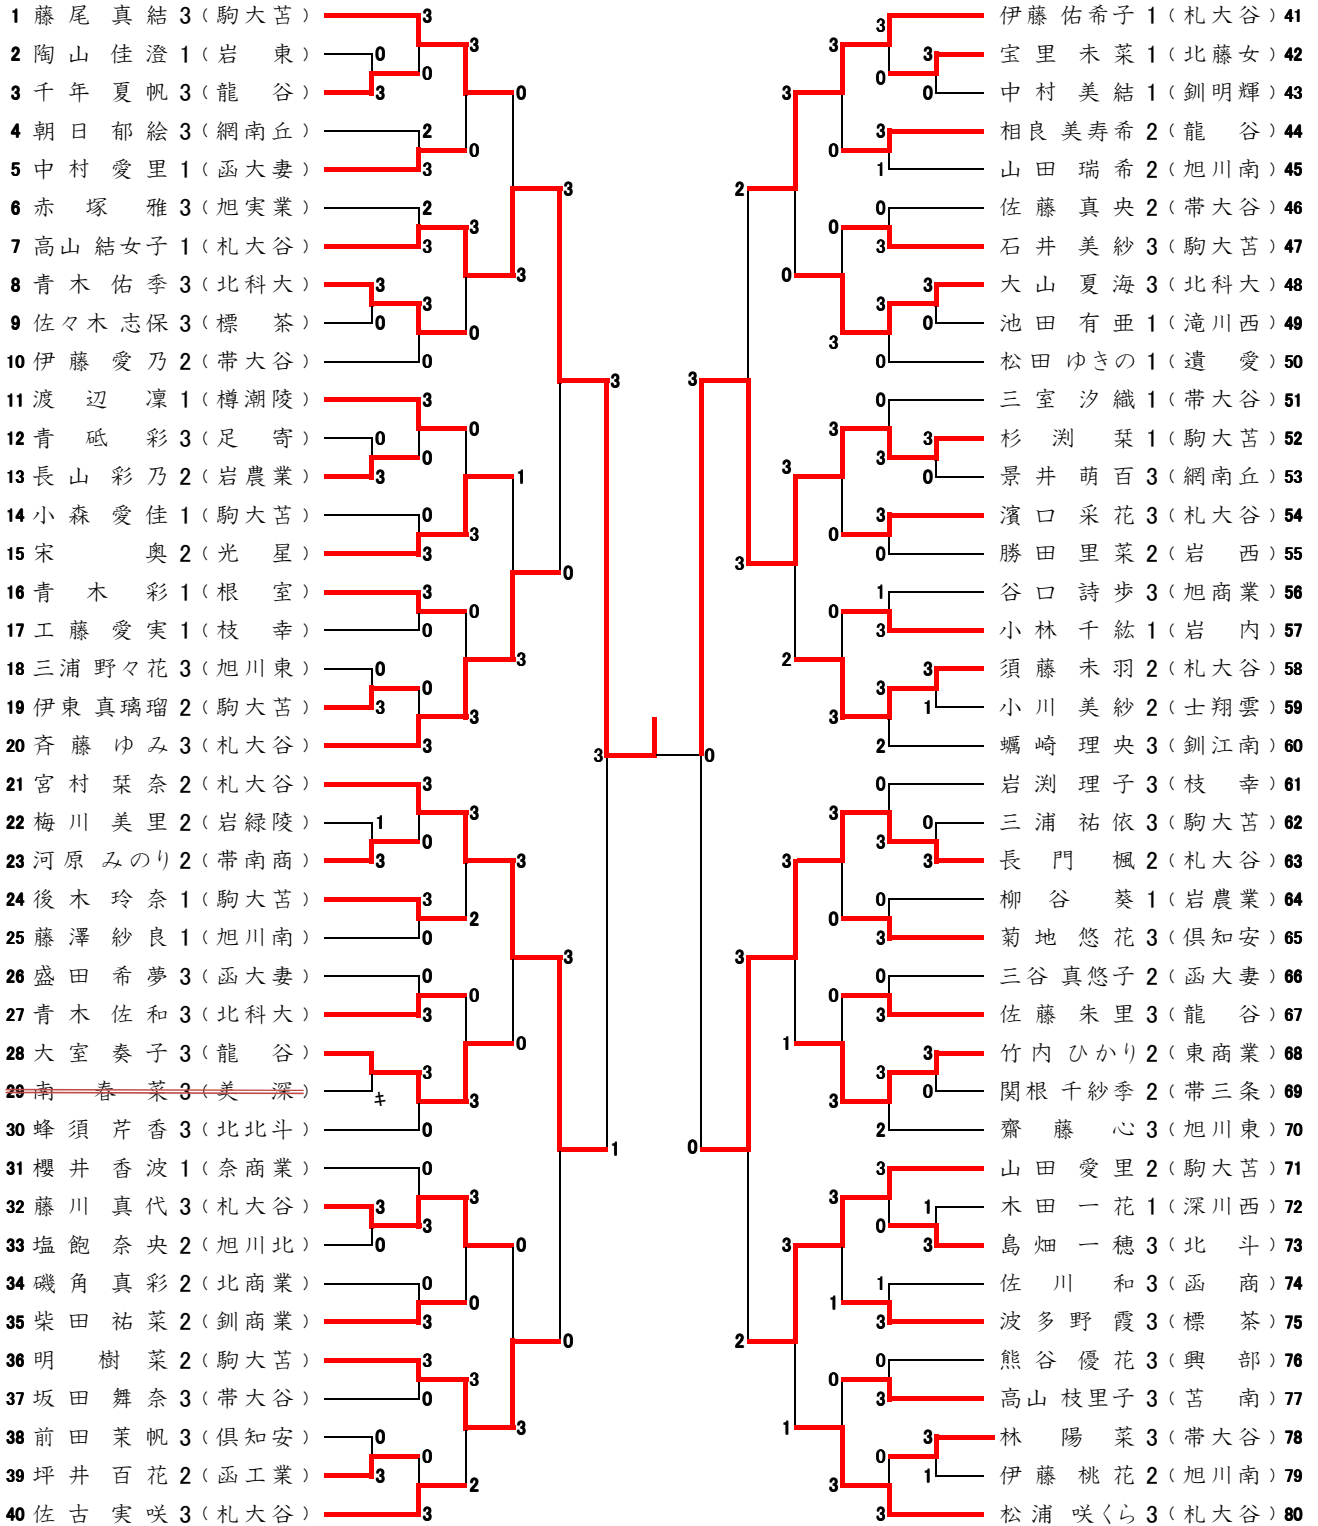 1 藤尾 真結 3 (駒大苫)
2 陶山 佳澄 1 (岩 東)
3 千年 夏帆 3 (龍 谷)
4 朝日 郁絵 3 (網南丘)
5 中村 愛里 1 (函大妻)
6 赤塚 雅 3 (旭実業)
7 高山 結女子 1 (札大谷)
8 青木 佑季 3 (北科大)
9 佐々木 志保 3 (標 茶)
10 伊藤 愛乃 2 (帯大谷)
11 渡辺 凜 1 (樽潮陵)
12 青砥 彩 3 (足 寄)
13 長山 彩乃 2 (岩農業)
14 小森 愛佳 1 (駒大苫)
15 宋 奥 2 (光 星)
16 青木 彩 1 (根 室)
17 工藤 愛実 1 (枝 幸)
18 三浦 野々花 3 (旭川東)
19 伊東 真璃瑠 2 (駒大苫)
20 斉藤 ゆみ 3 (札大谷)
21 宮村 栞奈 2 (札大谷)
22 梅川 美里 2 (岩緑陵)
23 河原 みのり 2 (帯南商)
24 後木 玲奈 1 (駒大苫)
25 藤澤 紗良 1 (旭川南)
26 盛田 希夢 3 (函大妻)
27 青木 佐和 3 (北科大)
28 大室 奏子 3 (龍 谷)
29 南 春菜 3 (美 深)
キ
30 蜂須 芹香 3 (北北斗)
31 櫻井 香波 1 (奈商業)
32 藤川 真代 3 (札大谷)
33 塩飽 奈央 2 (旭川北)
34 磯角 真彩 2 (北商業)
35 柴田 祐菜 2 (釧商業)
36 明 樹菜 2 (駒大苫)
37 坂田 舞奈 3 (帯大谷)
38 前田 茉帆 3 (倶知安)
39 坪井 百花 2 (函工業)
40 佐古 実咲 3 (札大谷)
伊藤 佑希子 1 (札大谷) 41
宝里 未菜 1 (北藤女) 42
中村 美結 1 (釧明輝) 43
相良 美寿希 2 (龍 谷) 44
山田 瑞希 2 (旭川南) 45
佐藤 真央 2 (帯大谷) 46
石井 美紗 3 (駒大苫) 47
大山 夏海 3 (北科大) 48
池田 有亜 1 (滝川西) 49
松田 ゆきの 1 (遺 愛) 50
三室 汐織 1 (帯大谷) 51
杉渕 栞 1 (駒大苫) 52
景井 萌百 3 (網南丘) 53
濱口 采花 3 (札大谷) 54
勝田 里菜 2 (岩 西) 55
谷口 詩歩 3 (旭商業) 56
小林 千紘 1 (岩 内) 57
須藤 未羽 2 (札大谷) 58
小川 美紗 2 (士翔雲) 59
蠣崎 理央 3 (釧江南) 60
岩渕 理子 3 (枝 幸) 61
三浦 祐依 3 (駒大苫) 62
長門 楓 2 (札大谷) 63
柳谷 葵 1 (岩農業) 64
菊地 悠花 3 (倶知安) 65
三谷 真悠子 2 (函大妻) 66
佐藤 朱里 3 (龍 谷) 67
竹内 ひかり 2 (東商業) 68
関根 千紗季 2 (帯三条) 69
齋藤 心 3 (旭川東) 70
山田 愛里 2 (駒大苫) 71
木田 一花 1 (深川西) 72
島畑 一穂 3 (北 斗) 73
佐川 和 3 (函 商) 74
波多野 霞 3 (標 茶) 75
熊谷 優花 3 (興 部) 76
高山 枝里子 3 (苫 南) 77
林 陽菜 3 (帯大谷) 78
伊藤 桃花 2 (旭川南) 79
松浦 咲くら 3 (札大谷) 80